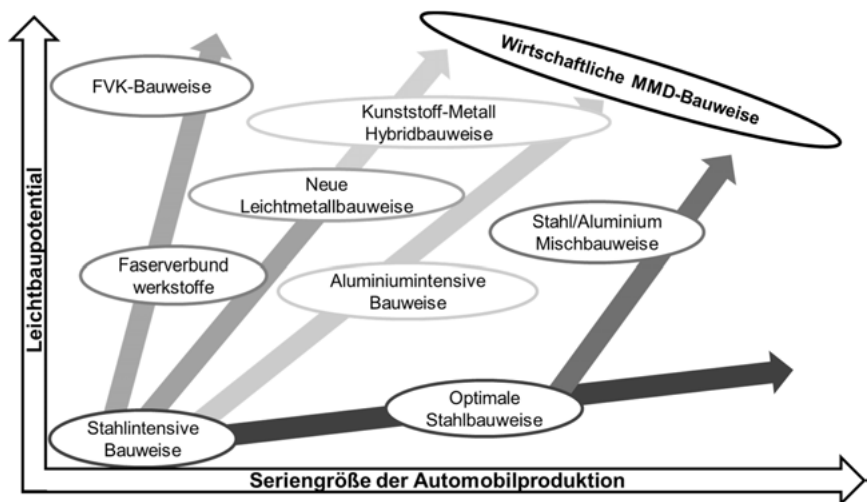 Wirtschaftliche MMD-Bauweise
FVK-Bauweise
Kunststoff-Metall
Hybridbauweise
Neue
Leichtmetallbauweise
Stahl/Aluminium
Mischbauweise
Faserverbund
werkstoffe
Aluminiumintensive
Bauweise
Optimale
Stahlbauweise
Stahlintensive
Bauweise
Leichtbaupotential
Seriengröße der Automobilproduktion